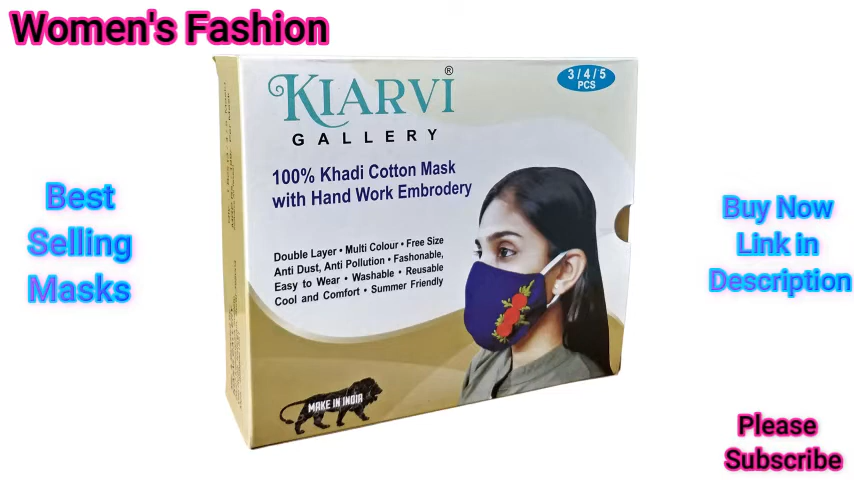 Women's Fashion
KIARVI®
GALLERY
3 / 4 / 5
PCS
100% Khadi Cotton Mask
with Hand Work Embrodery
Double Layer • Multi Colour • Free Size
Anti Dust, Anti Pollution • Fashonable,
Easy to Wear • Washable • Reusable
Cool and Comfort • Summer Friendly
MAKE IN INDIA
Best
Selling
Masks
Buy Now
Link in
Description
Please
Subscribe